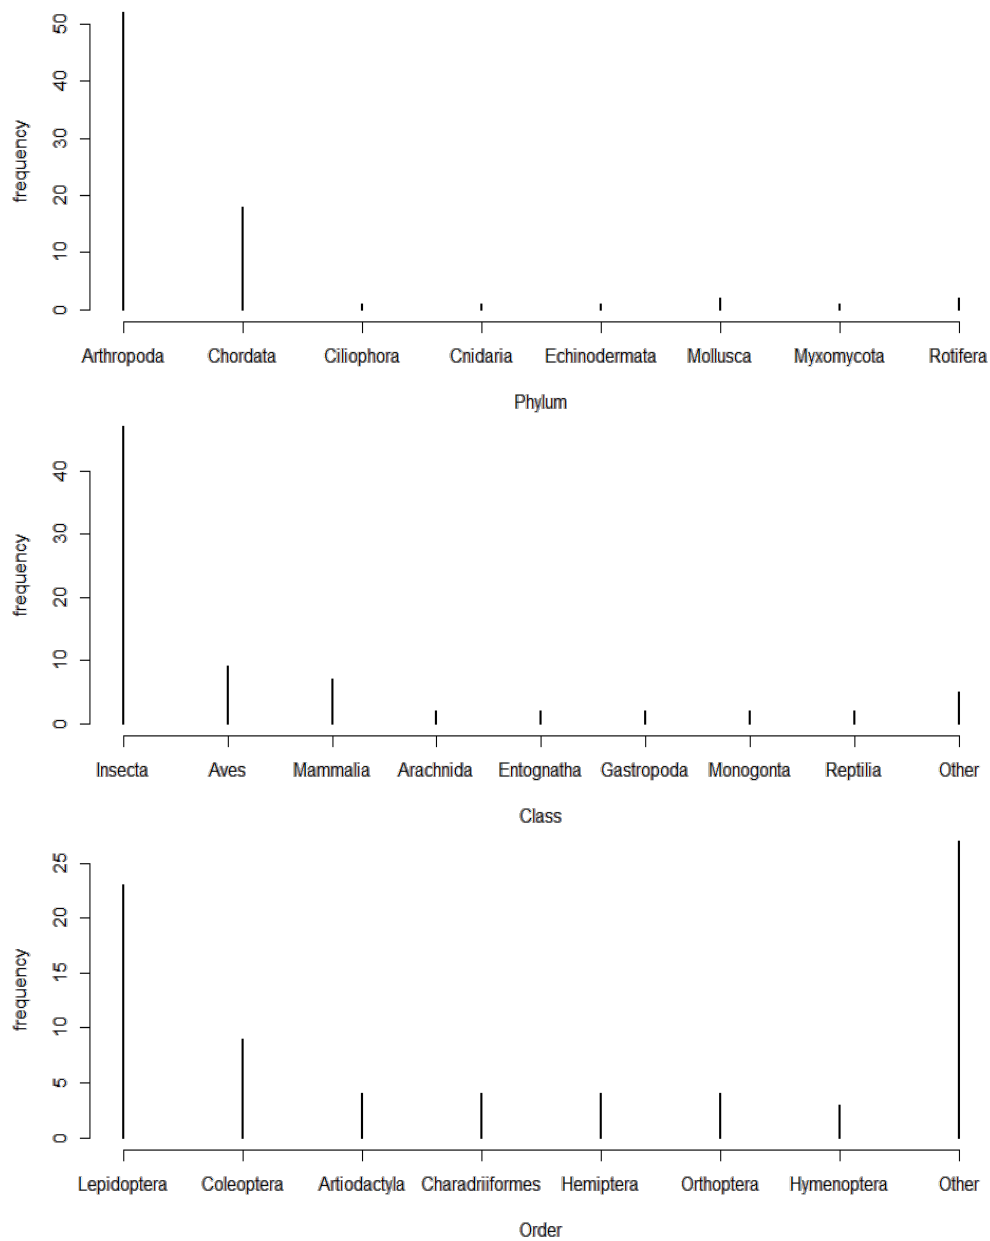 50
40
30
20
10
0
frequency
Arthropoda Chordata Ciliophora Cnidaria Echinodermata Mollusca Myxomycota Rotifera
Phylum
40
30
20
10
0
frequency
Insecta Aves Mammalia Arachnida Entognatha Gastropoda Monogonta Reptilia Other
Class
25
20
15
10
5
0
frequency
Lepidoptera Coleoptera Artiodactyla Charadriiformes Hemiptera Orthoptera Hymenoptera Other
Order